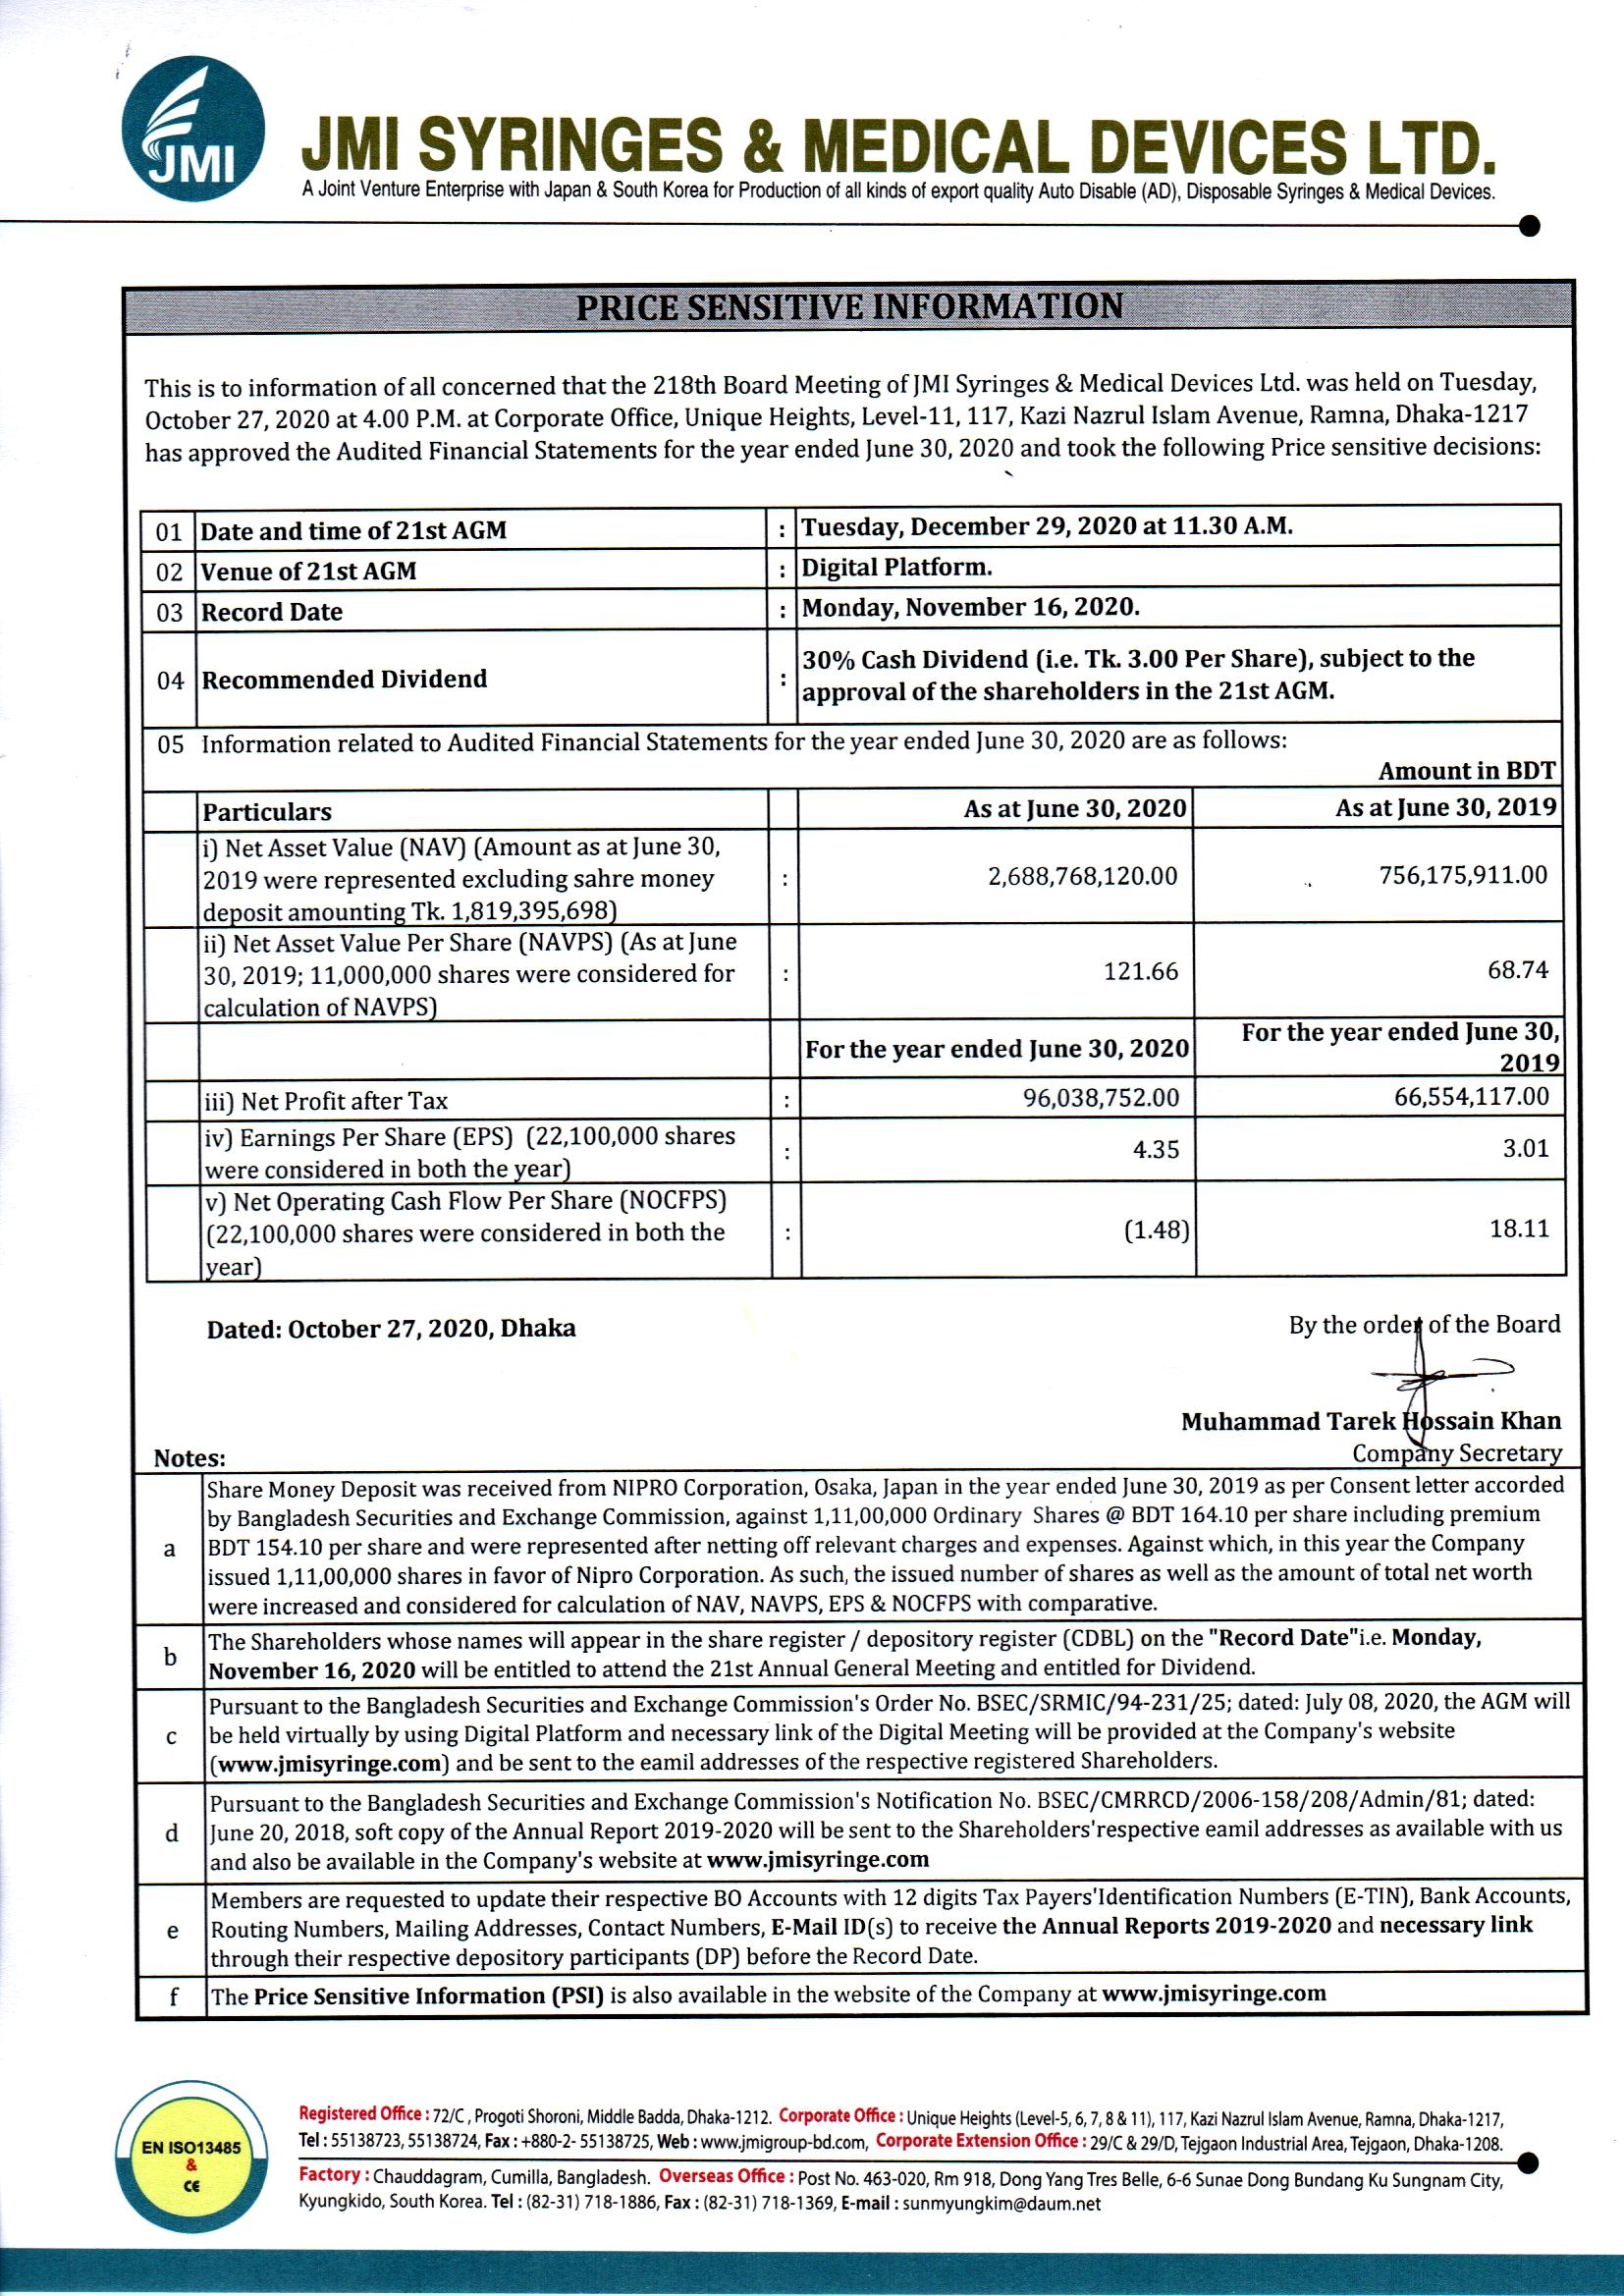 JMI
JMI SYRINGES & MEDICAL DEVICES LTD.
A Joint Venture Enterprise with Japan & South Korea for Production of all kinds of export quality Auto Disable (AD), Disposable Syringes & Medical Devices.
PRICE SENSITIVE INFORMATION
This is to information of all concerned that the 218th Board Meeting of JMI Syringes & Medical Devices Ltd. was held on Tuesday,
October 27, 2020 at 4.00 P.M. at Corporate Office, Unique Heights, Level-11, 117, Kazi Nazrul Islam Avenue, Ramna, Dhaka-1217
has approved the Audited Financial Statements for the year ended June 30, 2020 and took the following Price sensitive decisions:
01 Date and time of 21st AGM : Tuesday, December 29, 2020 at 11.30 A.M.
02 Venue of 21st AGM : Digital Platform.
03 Record Date : Monday, November 16, 2020.
04 Recommended Dividend : 30% Cash Dividend (i.e. Tk. 3.00 Per Share), subject to the
approval of the shareholders in the 21st AGM.
05 Information related to Audited Financial Statements for the year ended June 30, 2020 are as follows:
Amount in BDT
Particulars As at June 30, 2020 As at June 30, 2019
i) Net Asset Value (NAV) (Amount as at June 30,
2019 were represented excluding sahre money : 2,688,768,120.00 756,175,911.00
deposit amounting Tk. 1,819,395,698)
ii) Net Asset Value Per Share (NAVPS) (As at June
30, 2019; 11,000,000 shares were considered for : 121.66 68.74
calculation of NAVPS)
For the year ended June 30, 2020 For the year ended June 30,
2019
iii) Net Profit after Tax : 96,038,752.00 66,554,117.00
iv) Earnings Per Share (EPS) (22,100,000 shares
were considered in both the year) : 4.35 3.01
v) Net Operating Cash Flow Per Share (NOCFPS)
(22,100,000 shares were considered in both the : (1.48) 18.11
year)
Dated: October 27, 2020, Dhaka By the order of the Board
Muhammad Tarek Hossain Khan
Company Secretary
Notes:
a Share Money Deposit was received from NIPRO Corporation, Osaka, Japan in the year ended June 30, 2019 as per Consent letter accorded
by Bangladesh Securities and Exchange Commission, against 1,11,00,000 Ordinary Shares @ BDT 164.10 per share including premium
BDT 154.10 per share and were represented after netting off relevant charges and expenses. Against which, in this year the Company
issued 1,11,00,000 shares in favor of Nipro Corporation. As such, the issued number of shares as well as the amount of total net worth
were increased and considered for calculation of NAV, NAVPS, EPS & NOCFPS with comparative.
b The Shareholders whose names will appear in the share register / depository register (CDBL) on the "Record Date"i.e. Monday,
November 16, 2020 will be entitled to attend the 21st Annual General Meeting and entitled for Dividend.
c Pursuant to the Bangladesh Securities and Exchange Commission's Order No. BSEC/SRMIC/94-231/25; dated: July 08, 2020, the AGM will
be held virtually by using Digital Platform and necessary link of the Digital Meeting will be provided at the Company's website
(www.jmisyringe.com) and be sent to the eamil addresses of the respective registered Shareholders.
d Pursuant to the Bangladesh Securities and Exchange Commission's Notification No. BSEC/CMRRCD/2006-158/208/Admin/81; dated:
June 20, 2018, soft copy of the Annual Report 2019-2020 will be sent to the Shareholders'respective eamil addresses as available with us
and also be available in the Company's website at www.jmisyringe.com
e Members are requested to update their respective BO Accounts with 12 digits Tax Payers'Identification Numbers (E-TIN), Bank Accounts,
Routing Numbers, Mailing Addresses, Contact Numbers, E-Mail ID(s) to receive the Annual Reports 2019-2020 and necessary link
through their respective depository participants (DP) before the Record Date.
f The Price Sensitive Information (PSI) is also available in the website of the Company at www.jmisyringe.com
EN ISO13485
&
CE
Registered Office : 72/C , Progoti Shoroni, Middle Badda, Dhaka-1212. Corporate Office : Unique Heights (Level-5, 6, 7, 8 & 11), 117, Kazi Nazrul Islam Avenue, Ramna, Dhaka-1217,
Tel : 55138723, 55138724, Fax : +880-2- 55138725, Web : www.jmigroup-bd.com, Corporate Extension Office : 29/C & 29/D, Tejgaon Industrial Area, Tejgaon, Dhaka-1208.
Factory : Chauddagram, Cumilla, Bangladesh. Overseas Office : Post No. 463-020, Rm 918, Dong Yang Tres Belle, 6-6 Sunae Dong Bundang Ku Sungnam City,
Kyungkido, South Korea. Tel : (82-31) 718-1886, Fax : (82-31) 718-1369, E-mail : sunmyungkim@daum.net